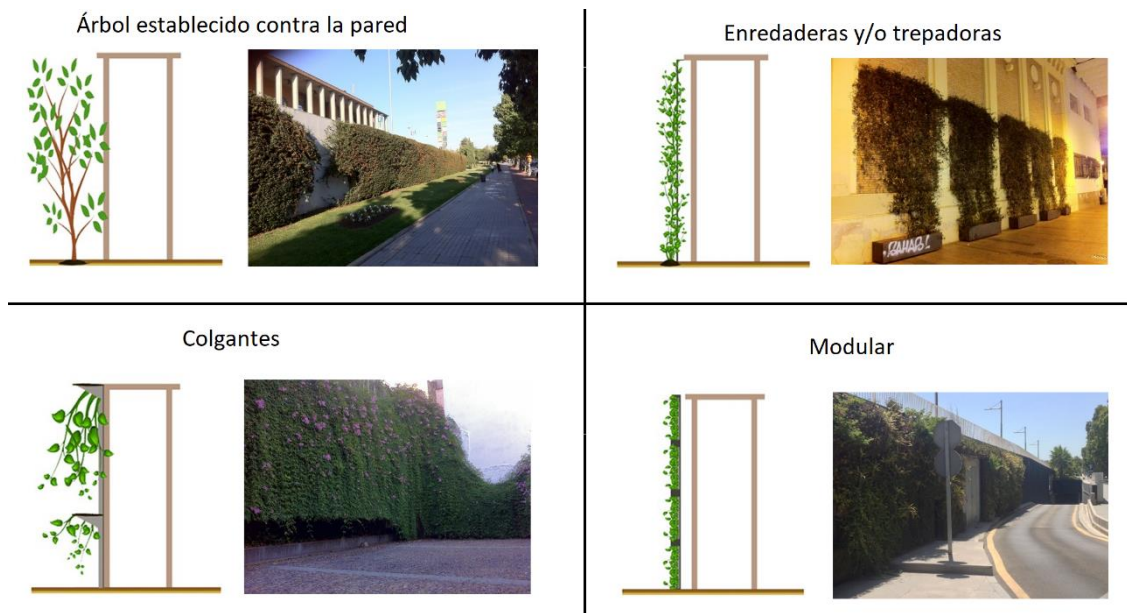 Árbol establecido contra la pared
Enredaderas y/o trepadoras
Colgantes
Modular